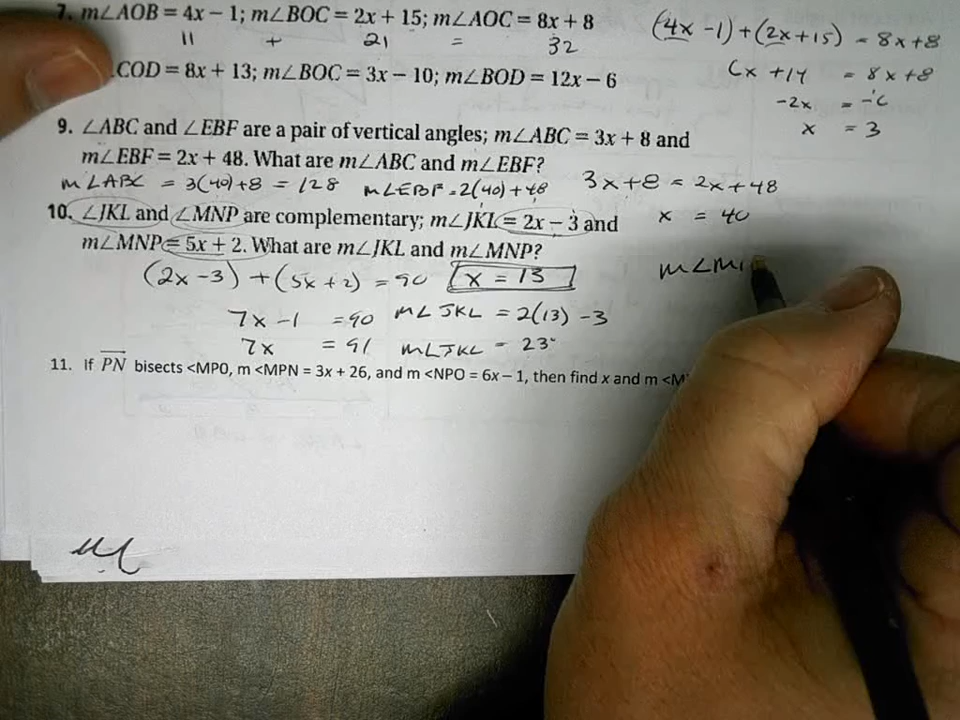 7. m∠AOB = 4x − 1; m∠BOC = 2x + 15; m∠AOC = 8x + 8
11 + 21 = 32
(4x -1)+(2x+15) = 8x+8
COD = 8x + 13; m∠BOC = 3x − 10; m∠BOD = 12x − 6
6x +14 = 8x+8
-2x = -6
x = 3
9. ∠ABC and ∠EBF are a pair of vertical angles; m∠ABC = 3x + 8 and
m∠EBF = 2x + 48. What are m∠ABC and m∠EBF?
m∠ABC = 3(40)+8 = 128 m∠EBF = 2(40)+48
3x+8 = 2x+48
x = 40
10. ∠JKL and ∠MNP are complementary; m∠JKL = 2x − 3 and
m∠MNP = 5x + 2. What are m∠JKL and m∠MNP?
(2x -3) + (5x + 2) = 90 x = 13
m∠M
7x -1 = 90 m∠JKL = 2(13) -3
7x = 91 m∠JKL = 23°
11. If PN bisects <MPO, m <MPN = 3x + 26, and m <NPO = 6x − 1, then find x and m <M